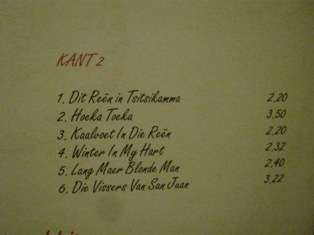 KANT 2
1. Dit Reën in Tsitsikamma 2,20
2. Hoeka Toeka 3,50
3. Kaalvoet In Die Reën 2,20
4. Winter In My Hart 2,32
5. Lang Maer Blonde Man 2,40
6. Die Vissers Van San Juan 3,22